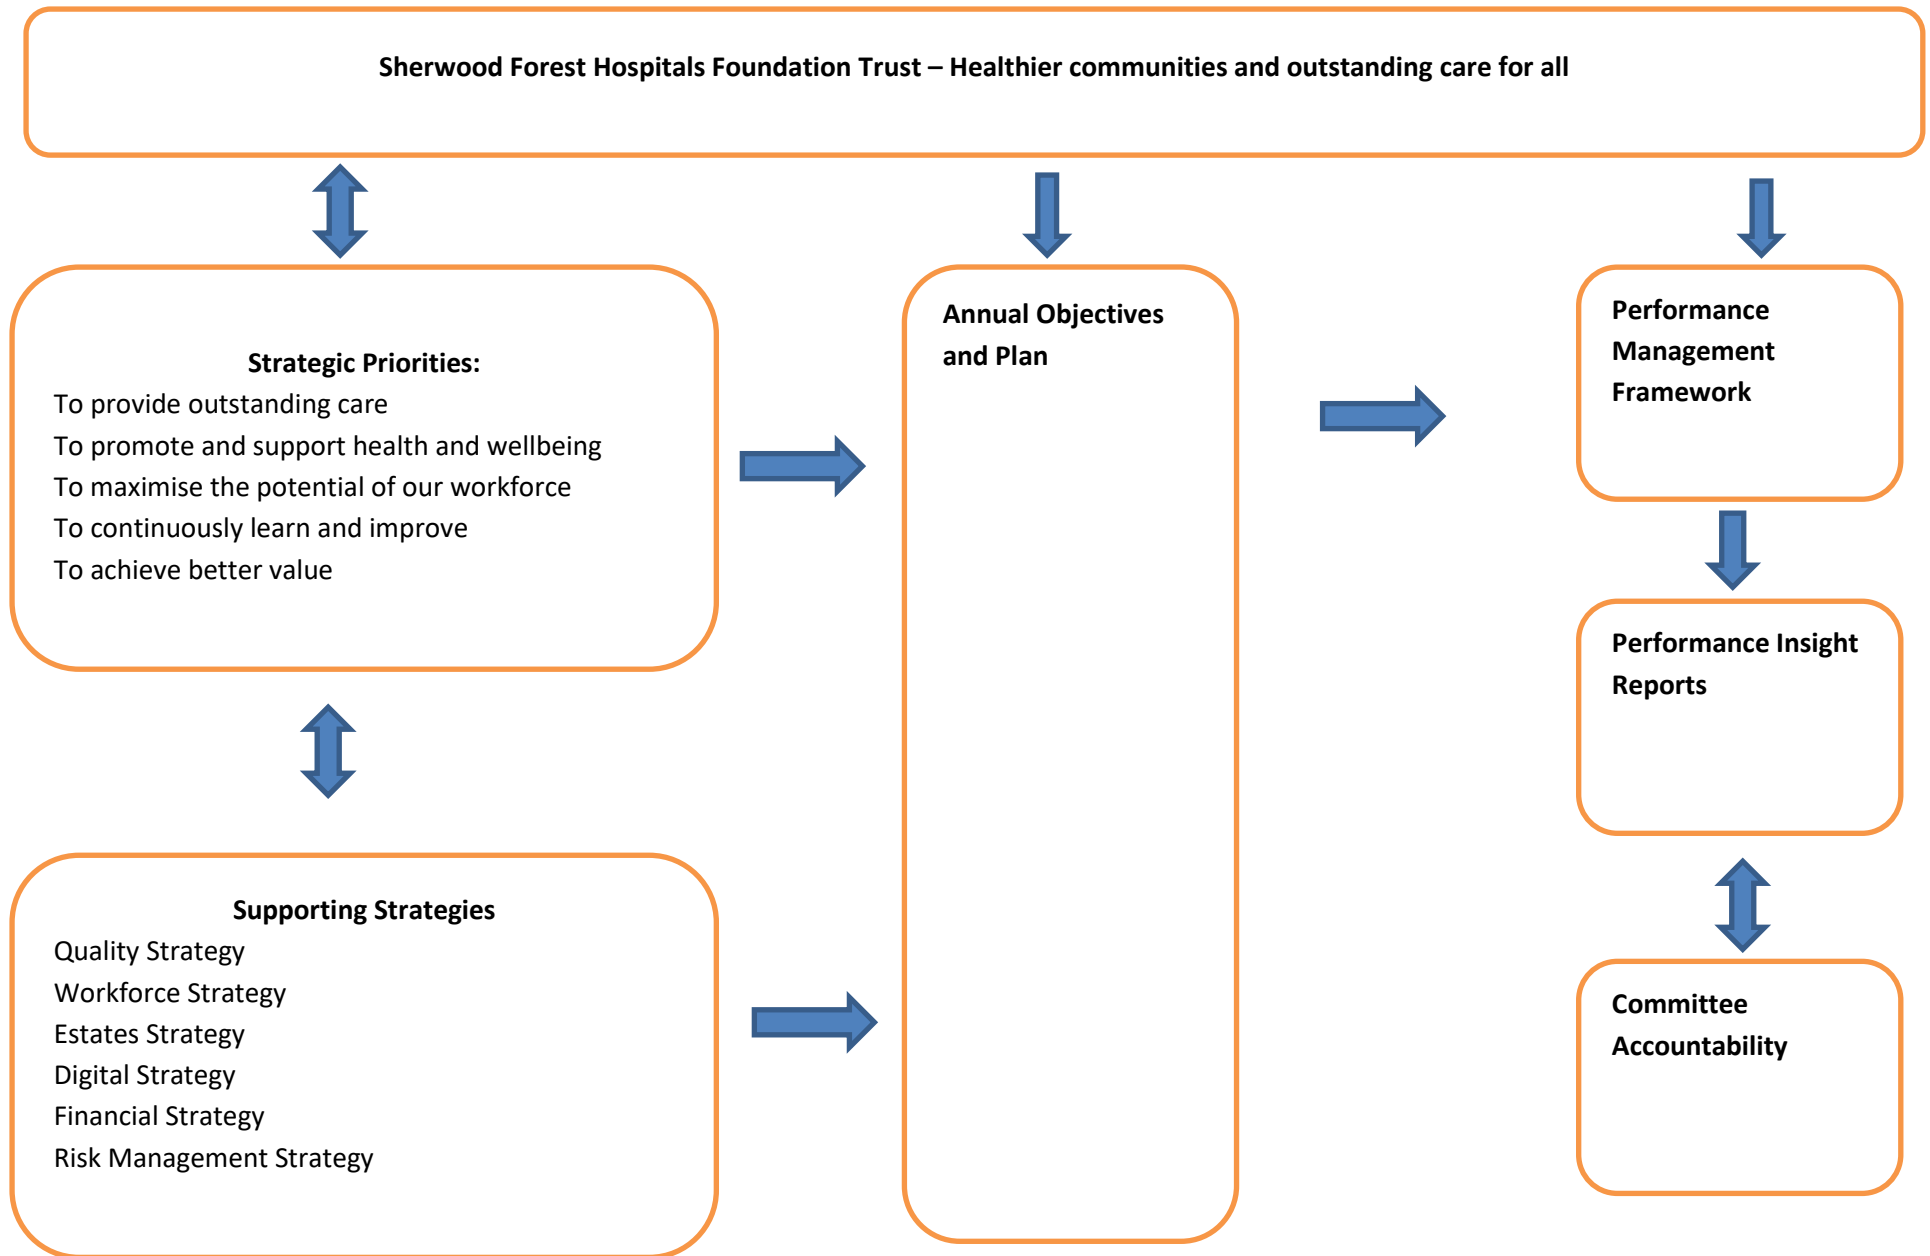 Sherwood Forest Hospitals Foundation Trust – Healthier communities and outstanding care for all
Strategic Priorities:
To provide outstanding care
To promote and support health and wellbeing
To maximise the potential of our workforce
To continuously learn and improve
To achieve better value
Supporting Strategies
Quality Strategy
Workforce Strategy
Estates Strategy
Digital Strategy
Financial Strategy
Risk Management Strategy
Annual Objectives
and Plan
Performance
Management
Framework
Performance Insight
Reports
Committee
Accountability